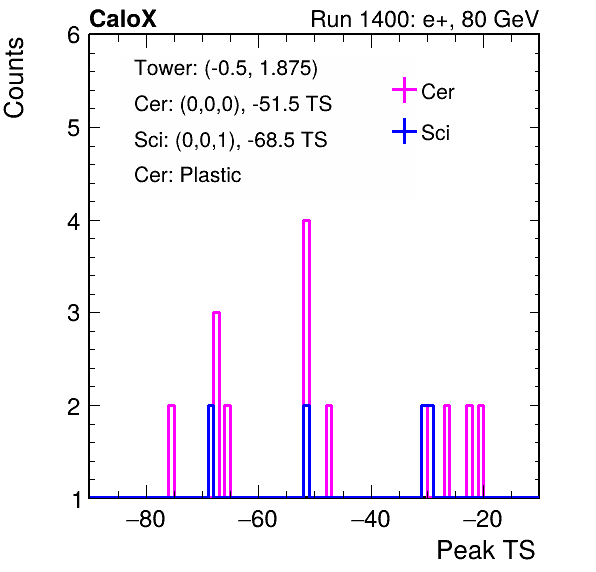 CaloX Run 1400: e+, 80 GeV
Counts
Tower: (-0.5, 1.875)
Cer: (0,0,0), -51.5 TS
Sci: (0,0,1), -68.5 TS
Cer: Plastic
Cer
Sci
6
5
4
3
2
1
−80 −60 −40 −20
Peak TS